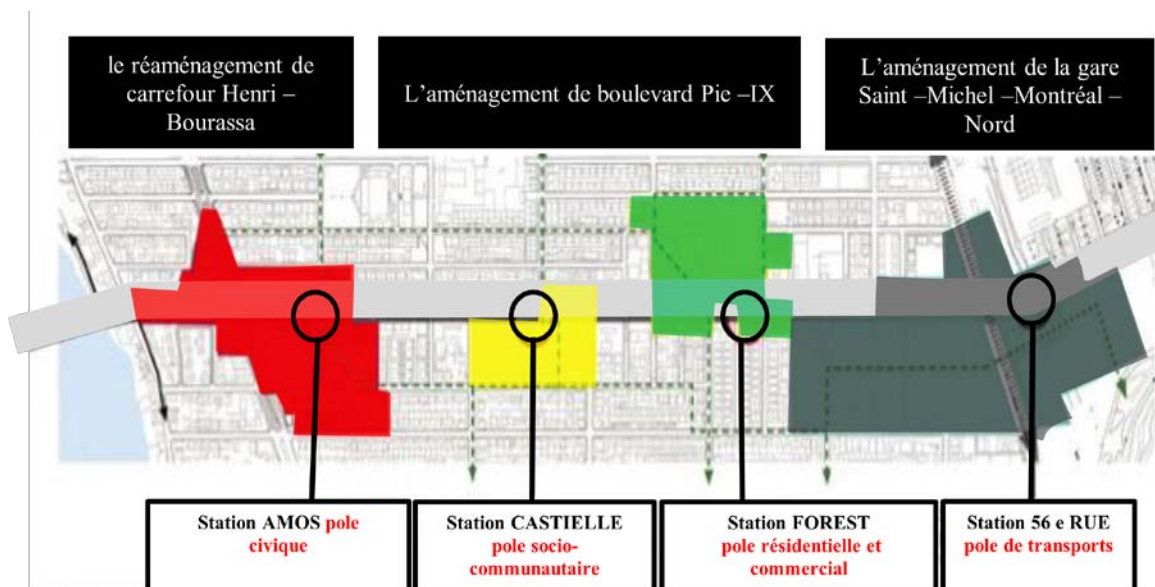 le réaménagement de
carrefour Henri –
Bourassa
L'aménagement de boulevard Pie –IX
L'aménagement de la gare
Saint –Michel –Montréal –
Nord
Station AMOS pole
civique
Station CASTIELLE
pole socio-
communautaire
Station FOREST
pole résidentielle et
commercial
Station 56 e RUE
pole de transports